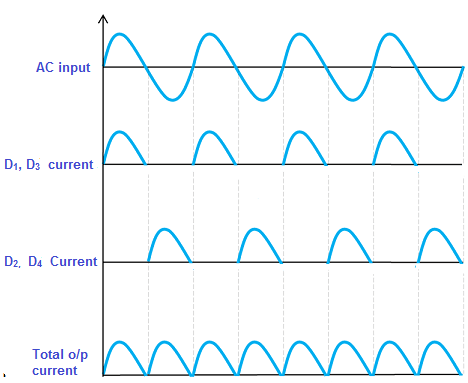 AC input
D₁, D₃ current
D₂, D₄ Current
Total o/p
current